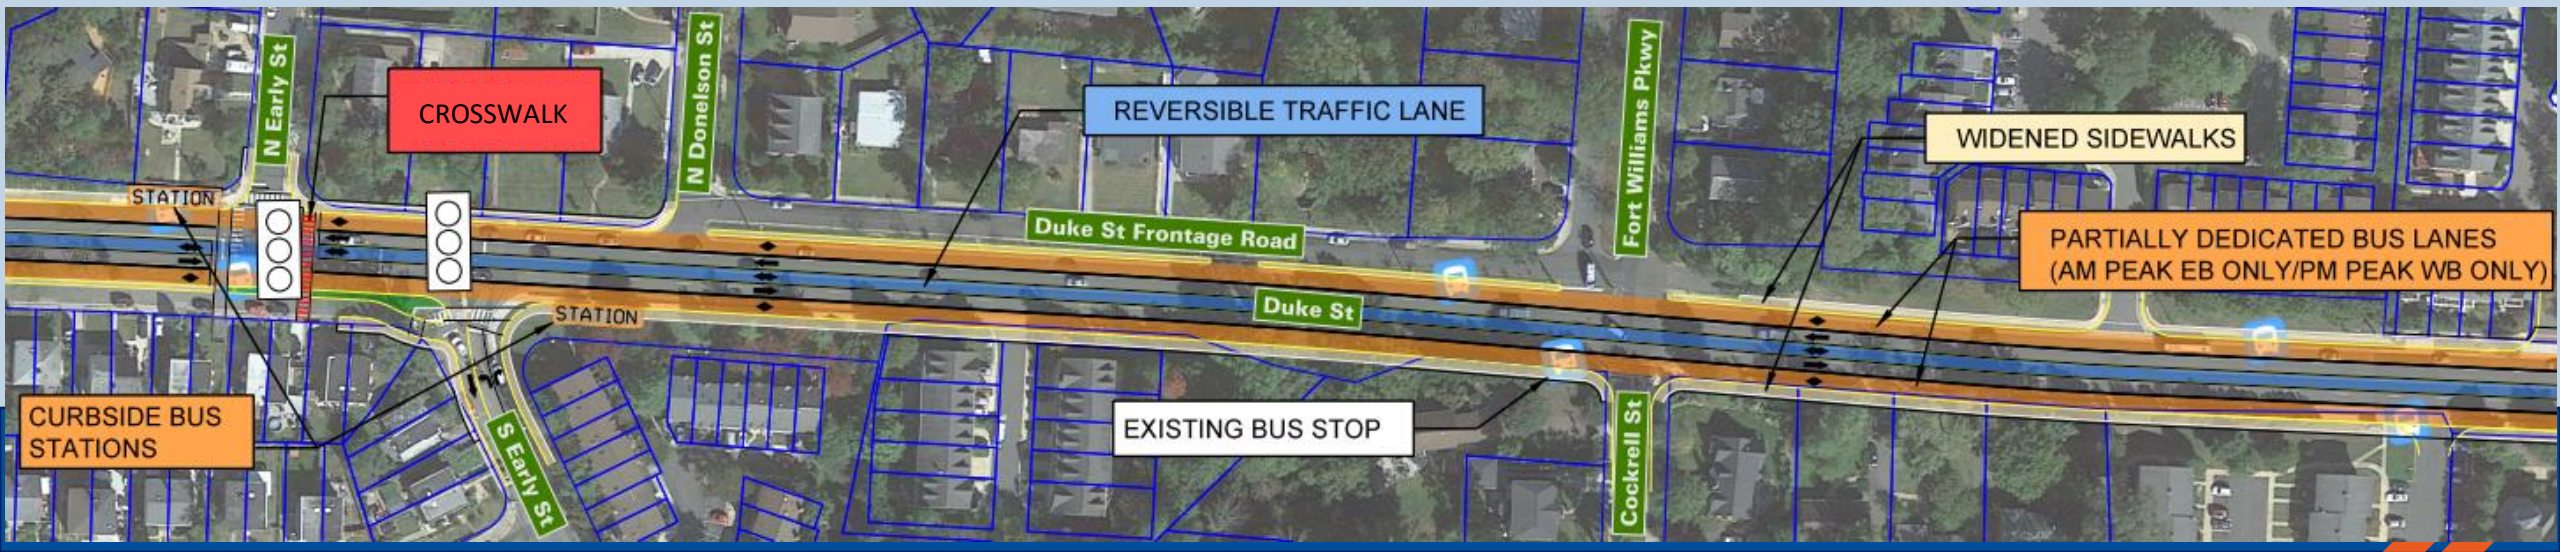 N Early St
CROSSWALK
N Donelson St
REVERSIBLE TRAFFIC LANE
Fort Williams Pkwy
WIDENED SIDEWALKS
STATION
Duke St Frontage Road
PARTIALLY DEDICATED BUS LANES
(AM PEAK EB ONLY/PM PEAK WB ONLY)
STATION
Duke St
CURBSIDE BUS
STATIONS
S Early St
EXISTING BUS STOP
Cockrell St